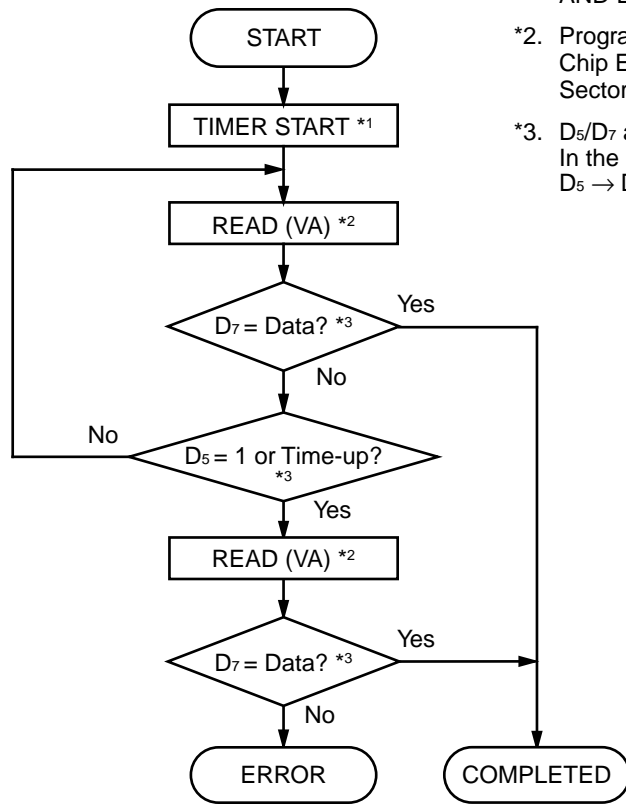 START
TIMER START *1
READ (VA) *2
D7 = Data? *3
Yes
No
D5 = 1 or Time-up?
*3
No
Yes
READ (VA) *2
D7 = Data? *3
Yes
No
ERROR
COMPLETED
*2.
Chip
Sector
*3. D5/D7
In the
D5 →